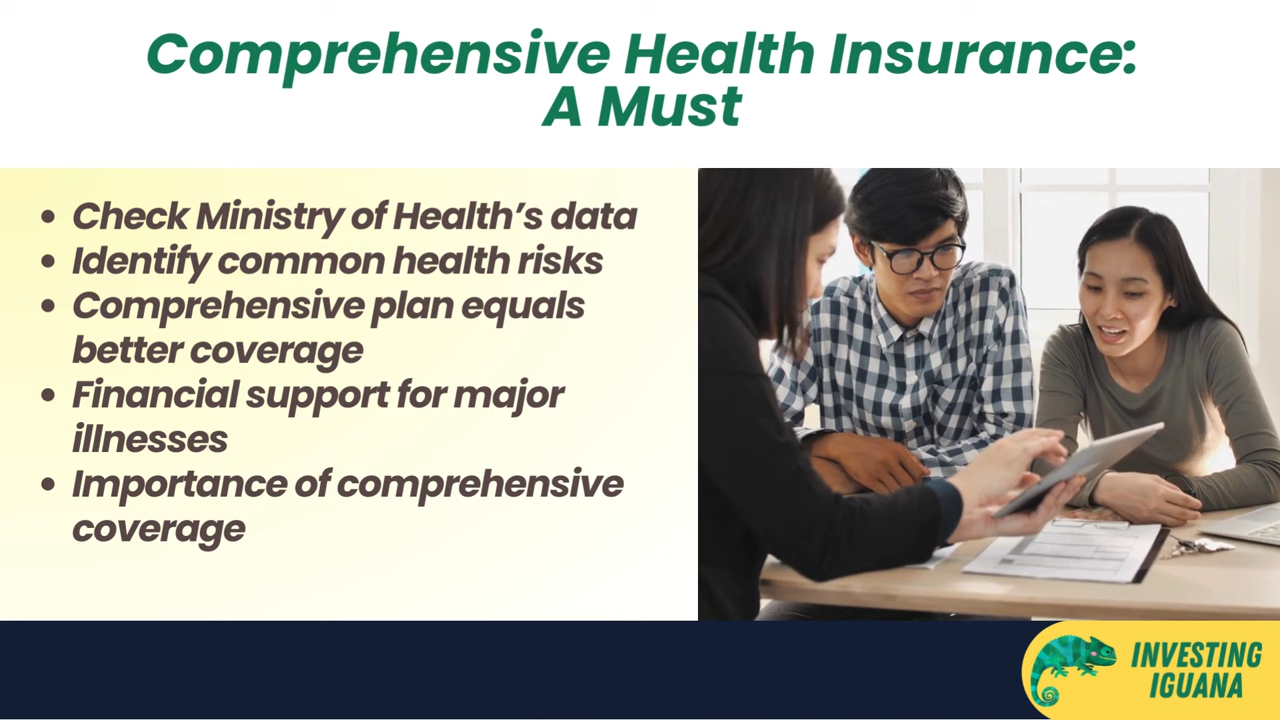 Comprehensive Health Insurance:
A Must
• Check Ministry of Health’s data
• Identify common health risks
• Comprehensive plan equals
better coverage
• Financial support for major
illnesses
• Importance of comprehensive
coverage
INVESTING
IGUANA